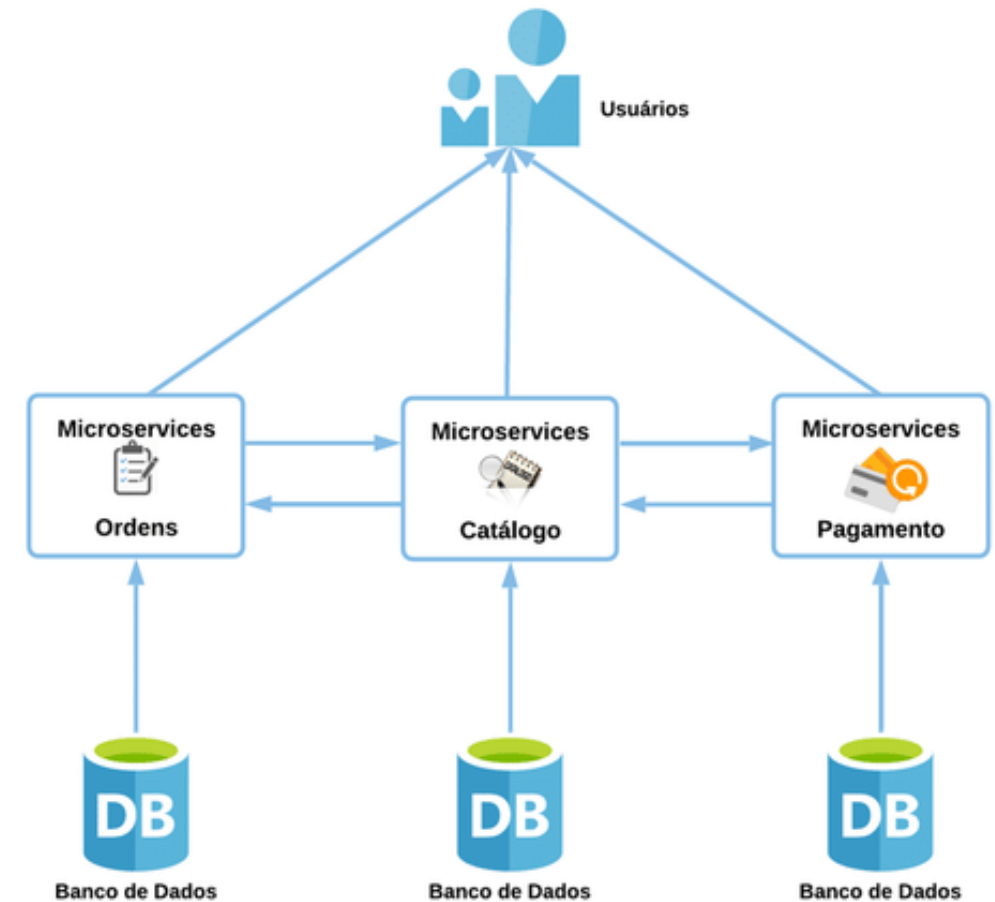 Usuários
Microservices
Ordens
Microservices
Catálogo
Microservices
Pagamento
DB
Banco de Dados
DB
Banco de Dados
DB
Banco de Dados